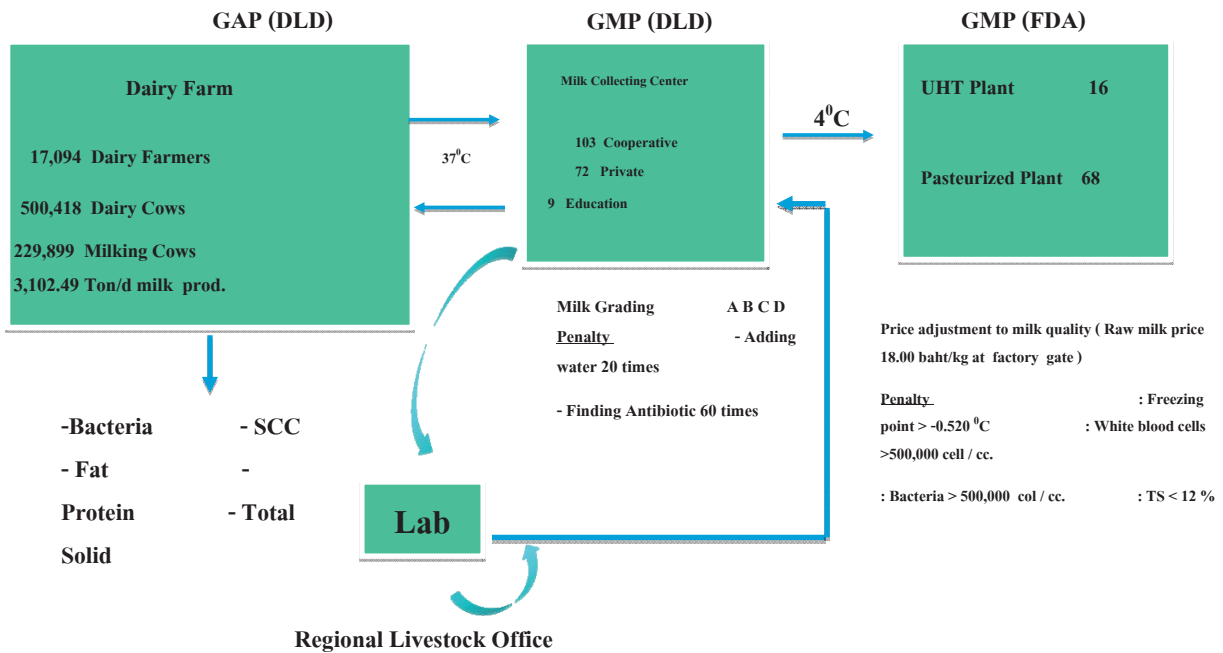 GAP (DLD)
GMP (DLD)
GMP (FDA)
Dairy Farm
17,094 Dairy Farmers
500,418 Dairy Cows
229,899 Milking Cows
3,102.49 Ton/d milk prod.
37⁰C
Milk Collecting Center
103 Cooperative
72 Private
9 Education
4⁰C
UHT Plant 16
Pasteurized Plant 68
-Bacteria - SCC
- Fat -
Protein - Total
Solid
Milk Grading A B C D
Penalty - Adding
water 20 times
- Finding Antibiotic 60 times
Price adjustment to milk quality ( Raw milk price
18.00 baht/kg at factory gate )
Penalty : Freezing
point > -0.520 ⁰C : White blood cells
>500,000 cell / cc.
: Bacteria > 500,000 col / cc. : TS < 12 %
Lab
Regional Livestock Office